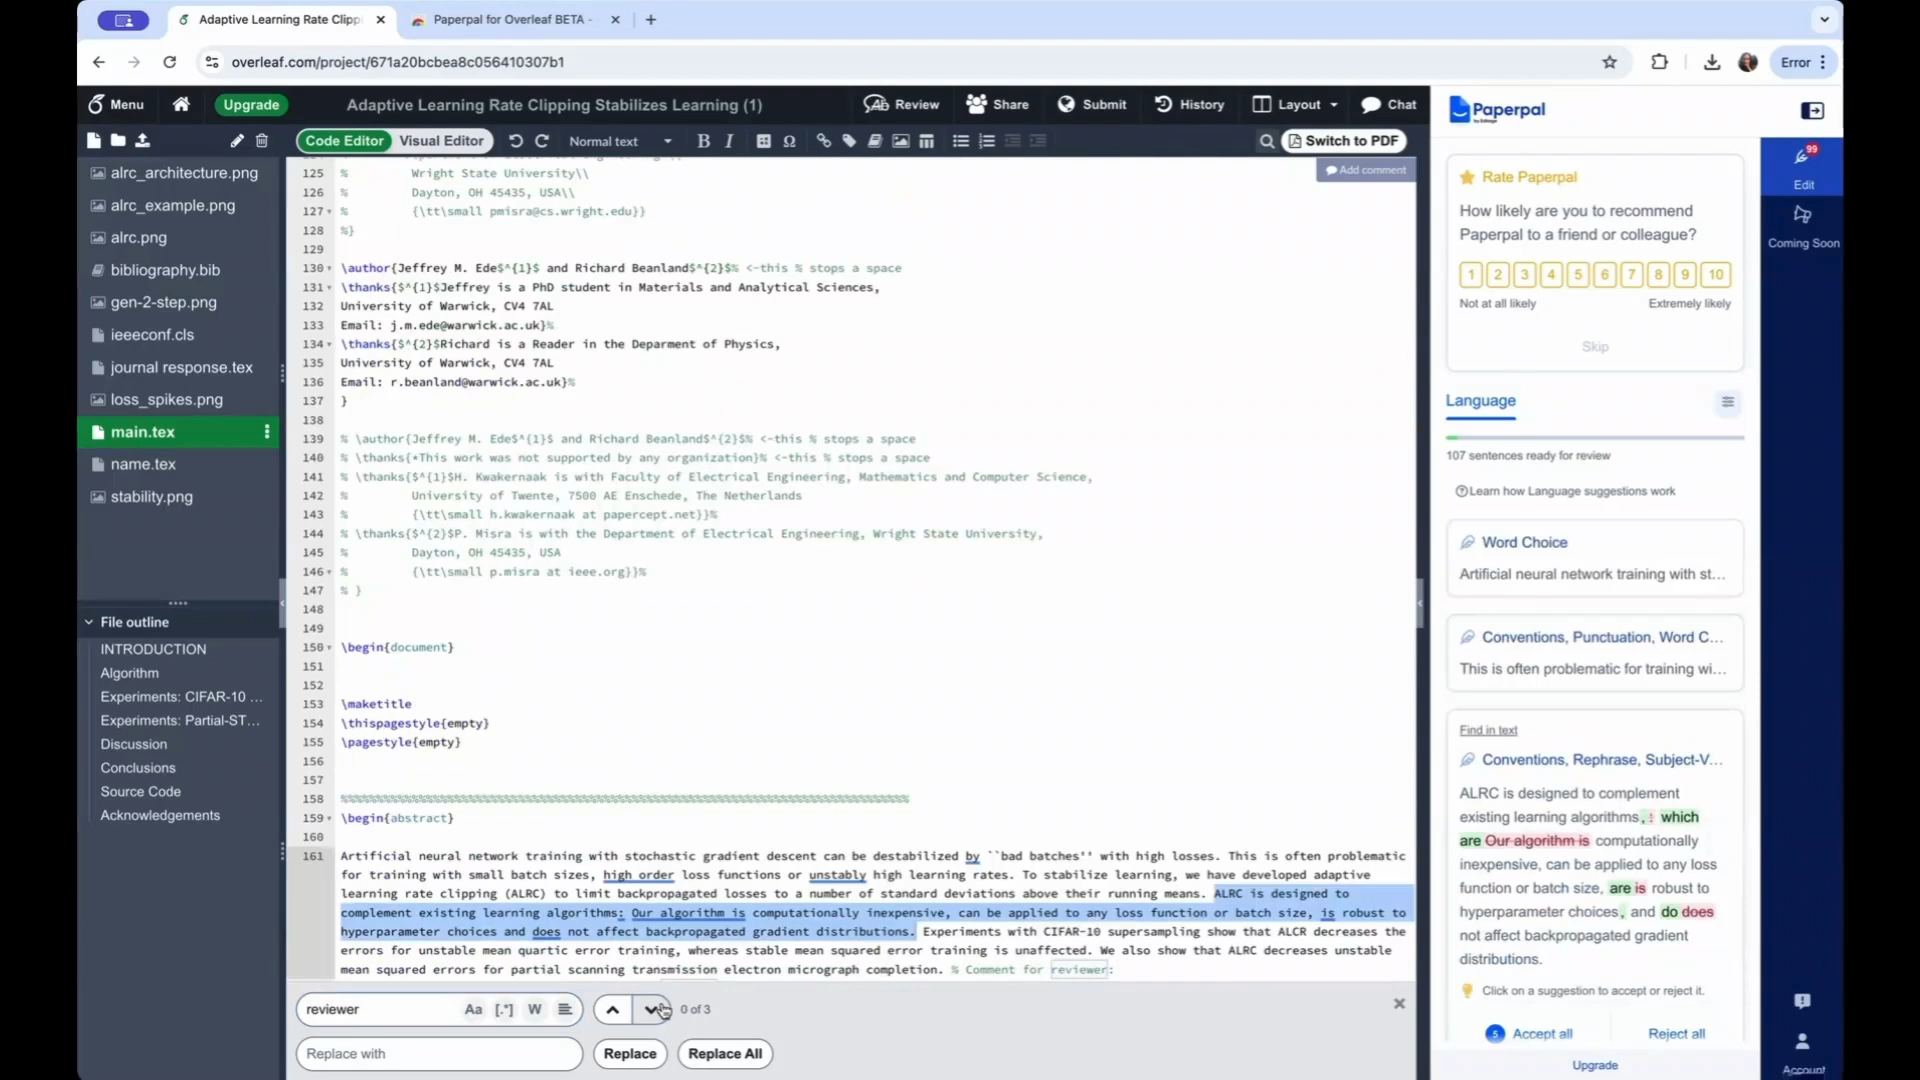 Adaptive Learning Rate Clipp
Paperpal for Overleaf BETA -
overleaf.com/project/671a20bcbea8c056410307b1
Error
Menu
Upgrade
Adaptive Learning Rate Clipping Stabilizes Learning (1)
Review
Share
Submit
History
Layout
Chat
Code Editor
Visual Editor
Normal text
B I
Ω
Switch to PDF
Add comment
alrc_architecture.png
alrc_example.png
alrc.png
bibliography.bib
gen-2-step.png
ieeeconf.cls
journal response.tex
loss_spikes.png
main.tex
name.tex
stability.png
File outline
INTRODUCTION
Algorithm
Experiments: CIFAR-10 ...
Experiments: Partial-ST...
Discussion
Conclusions
Source Code
Acknowledgements
125 % Wright State University\\
126 % Dayton, OH 45435, USA\\
127 % {\tt\small pmisra@cs.wright.edu}}
128 %}
129
130 \author{Jeffrey M. Ede$^{1}$ and Richard Beanland$^{2}$% <-this % stops a space
131 \thanks{$^{1}$Jeffrey is a PhD student in Materials and Analytical Sciences,
132 University of Warwick, CV4 7AL
133 Email: j.m.ede@warwick.ac.uk}%
134 \thanks{$^{2}$Richard is a Reader in the Deparment of Physics,
135 University of Warwick, CV4 7AL
136 Email: r.beanland@warwick.ac.uk}%
137 }
138
139 % \author{Jeffrey M. Ede$^{1}$ and Richard Beanland$^{2}$% <-this % stops a space
140 % \thanks{*This work was not supported by any organization}% <-this % stops a space
141 % \thanks{$^{1}$H. Kwakernaak is with Faculty of Electrical Engineering, Mathematics and Computer Science,
142 % University of Twente, 7500 AE Enschede, The Netherlands
143 % {\tt\small h.kwakernaak at papercept.net}}%
144 % \thanks{$^{2}$P. Misra is with the Department of Electrical Engineering, Wright State University,
145 % Dayton, OH 45435, USA
146 % {\tt\small p.misra at ieee.org}}%
147 % }
148
149
150 \begin{document}
151
152
153 \maketitle
154 \thispagestyle{empty}
155 \pagestyle{empty}
156
157
158 %%%%%%%%%%%%%%%%%%%%%%%%%%%%%%%%%%%%%%%%%%%%%%%%%%%%%%%%%%%%%%%%%%%%%%%%%%%%%%%%
159 \begin{abstract}
160
161 Artificial neural network training with stochastic gradient descent can be destabilized by ``bad batches'' with high losses. This is often problematic
for training with small batch sizes, high order loss functions or unstably high learning rates. To stabilize learning, we have developed adaptive
learning rate clipping (ALRC) to limit backpropagated losses to a number of standard deviations above their running means. ALRC is designed to
complement existing learning algorithms: Our algorithm is computationally inexpensive, can be applied to any loss function or batch size, is robust to
hyperparameter choices and does not affect backpropagated gradient distributions. Experiments with CIFAR-10 supersampling show that ALCR decreases the
errors for unstable mean quartic error training, whereas stable mean squared error training is unaffected. We also show that ALRC decreases unstable
mean squared errors for partial scanning transmission electron micrograph completion. % Comment for reviewer:
reviewer
Aa [.*] W
0 of 3
Replace with
Replace
Replace All
Paperpal
Rate Paperpal
How likely are you to recommend
Paperpal to a friend or colleague?
1 2 3 4 5 6 7 8 9 10
Not at all likely
Extremely likely
Skip
Language
107 sentences ready for review
Learn how Language suggestions work
Word Choice
Artificial neural network training with st...
Conventions, Punctuation, Word C...
This is often problematic for training wi...
Find in text
Conventions, Rephrase, Subject-V...
ALRC is designed to complement
existing learning algorithms,: which
are Our algorithm is computationally
inexpensive, can be applied to any loss
function or batch size, are is robust to
hyperparameter choices, and do does
not affect backpropagated gradient
distributions.
Click on a suggestion to accept or reject it.
5 Accept all
Reject all
Upgrade
99
Edit
Coming Soon
Account